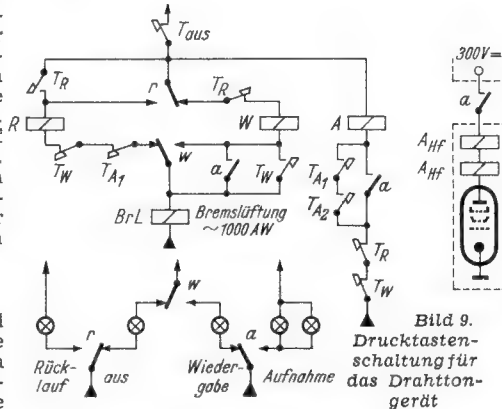 T_aus
300V=
T_R
r
T_R
a
R
W
A
A_Hf
T_W
T_A1
w
a
T_W
T_A1
a
A_Hf
T_A2
BrL
Bremslüftung
~1000 AW
T_R
T_W
w
r
a
Rück-
lauf
aus
Wieder-
gabe
Aufnahme
Bild 9.
Drucktasten-
schaltung für
das Drahtton-
gerät